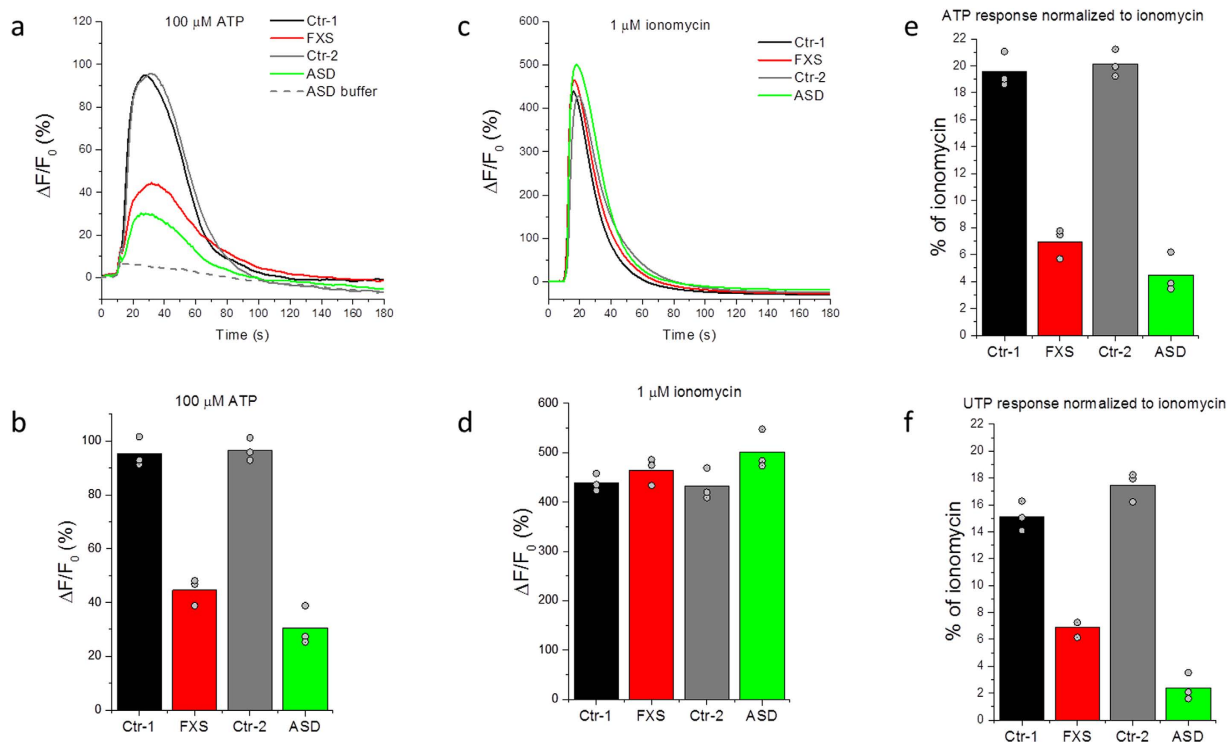 a
100 μM ATP
Ctr-1
FXS
Ctr-2
ASD
ASD buffer
ΔF/F0 (%)
120
100
80
60
40
20
0
-20
0 20 40 60 80 100 120 140 160 180
Time (s)
c
1 μM ionomycin
Ctr-1
FXS
Ctr-2
ASD
ΔF/F0 (%)
600
500
400
300
200
100
0
-100
0 20 40 60 80 100 120 140 160 180
Time (s)
e
ATP response normalized to ionomycin
% of ionomycin
22
20
18
16
14
12
10
8
6
4
2
0
Ctr-1 FXS Ctr-2 ASD
b
100 μM ATP
ΔF/F0 (%)
100
80
60
40
20
0
Ctr-1 FXS Ctr-2 ASD
d
1 μM ionomycin
ΔF/F0 (%)
600
500
400
300
200
100
0
Ctr-1 FXS Ctr-2 ASD
f
UTP response normalized to ionomycin
% of ionomycin
22
20
18
16
14
12
10
8
6
4
2
0
Ctr-1 FXS Ctr-2 ASD